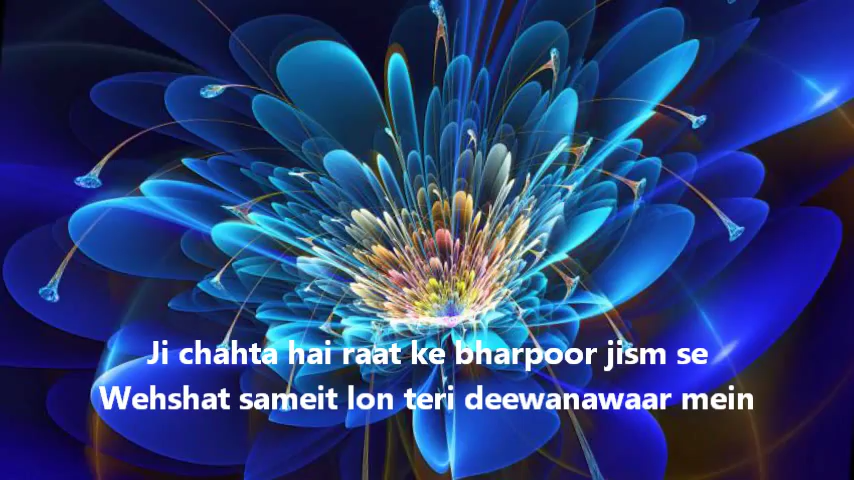 Ji chahta hai raat ke bharpoor jism se
Wehshat sameit lon teri deewanawaar mein